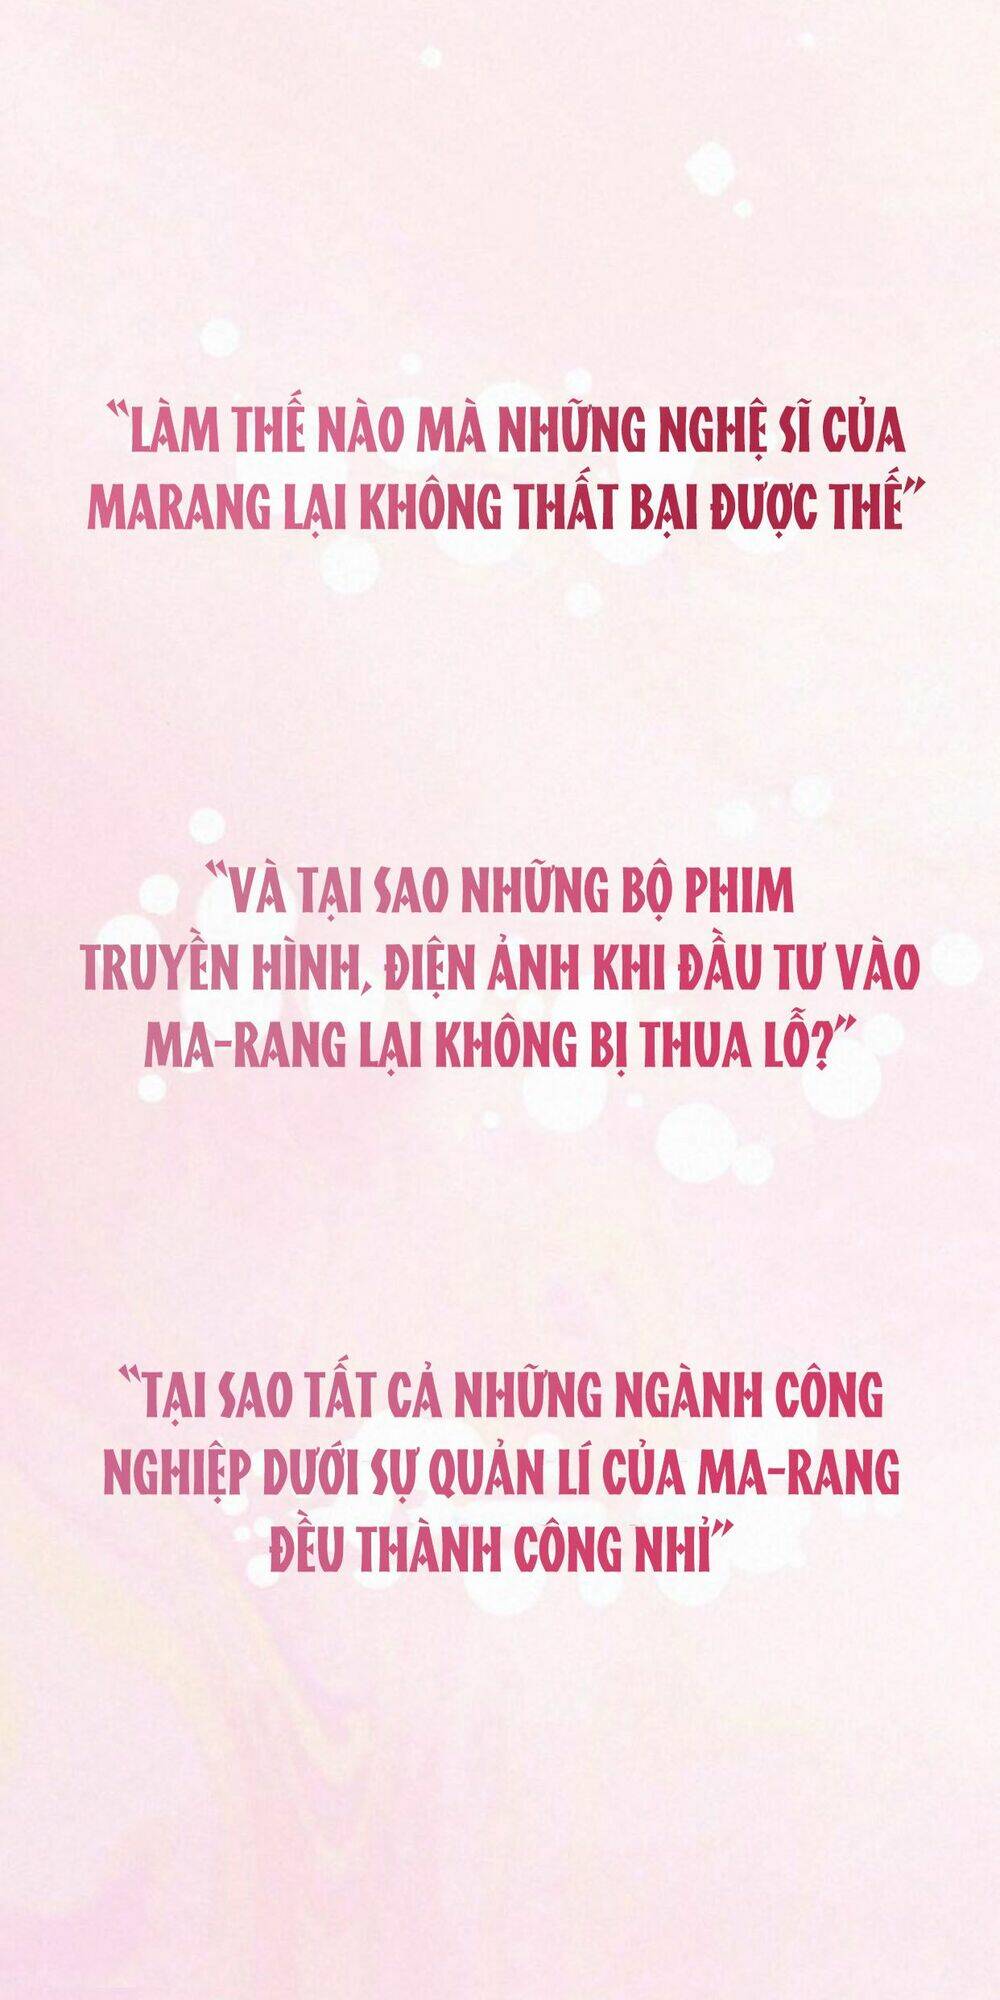 “LÀM THẾ NÀO MÀ NHỮNG NGHỆ SĨ CỦA
MARANG LẠI KHÔNG THẤT BẠI ĐƯỢC THẾ”
“VÀ TẠI SAO NHỮNG BỘ PHIM
TRUYỀN HÌNH, ĐIỆN ẢNH KHI ĐẦU TƯ VÀO
MA-RANG LẠI KHÔNG BỊ THUA LỖ?”
“TẠI SAO TẤT CẢ NHỮNG NGÀNH CÔNG
NGHIỆP DƯỚI SỰ QUẢN LÍ CỦA MA-RANG
ĐỀU THÀNH CÔNG NHỈ”